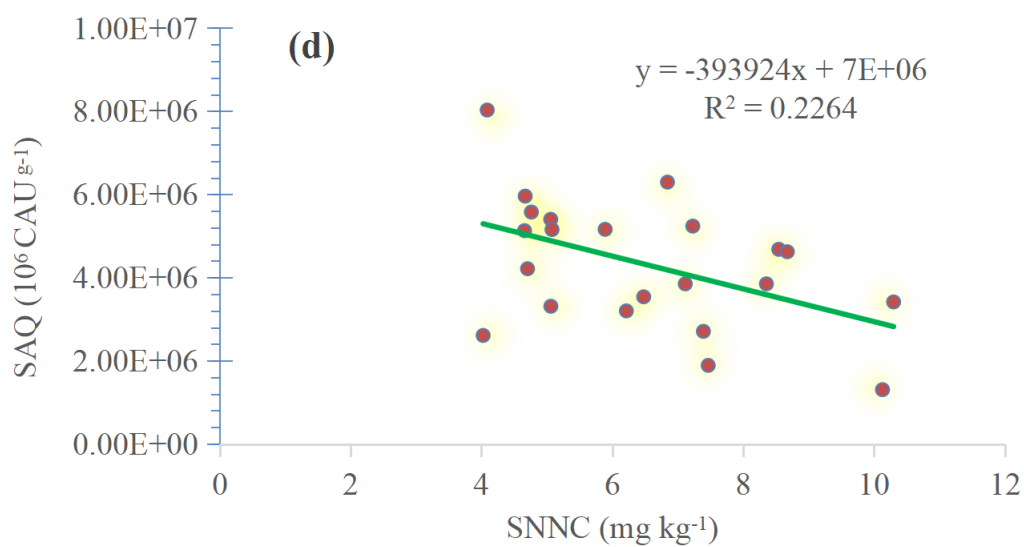 (d)
y = -393924x + 7E+06
R² = 0.2264
1.00E+07
8.00E+06
6.00E+06
4.00E+06
2.00E+06
0.00E+00
SAQ (10⁶ CAU g⁻¹)
0 2 4 6 8 10 12
SNNC (mg kg⁻¹)